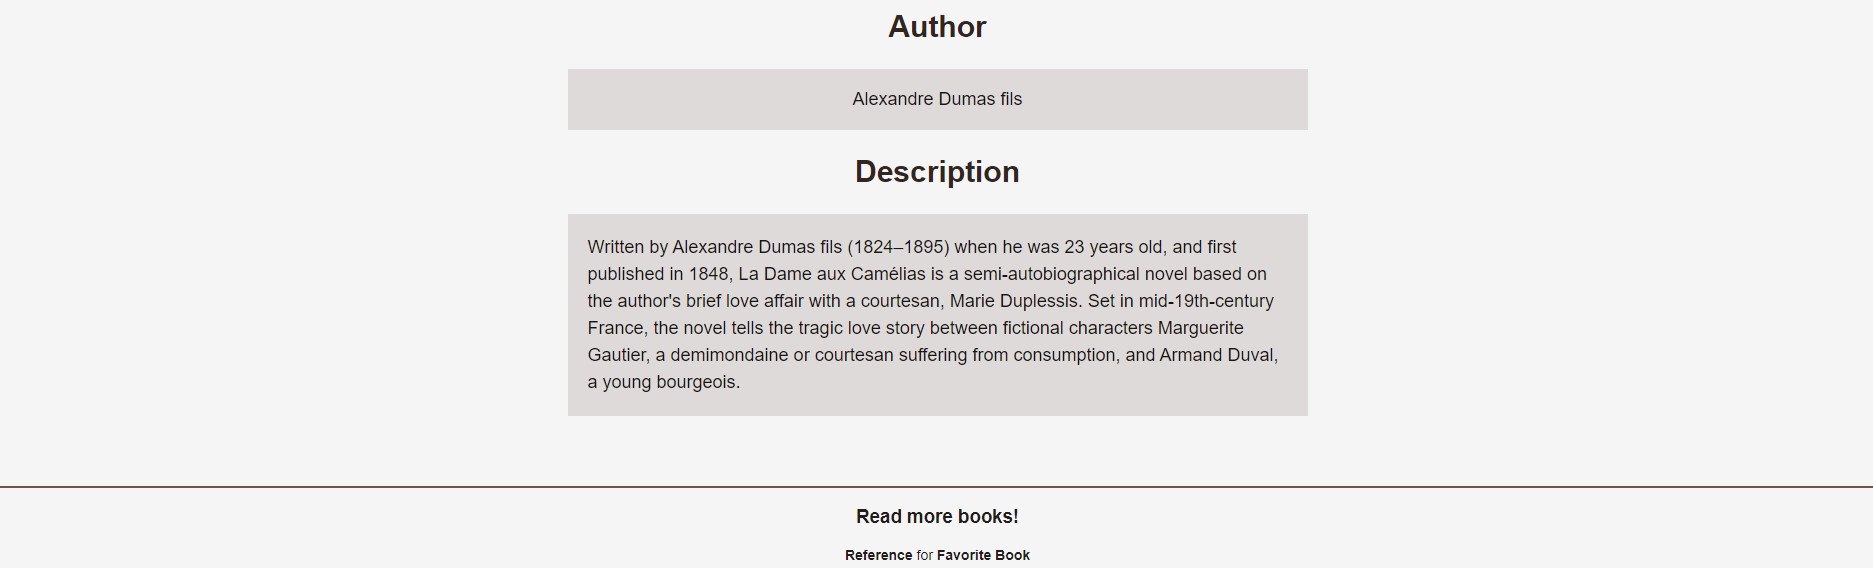 Author
Alexandre Dumas fils
Description
Written by Alexandre Dumas fils (1824–1895) when he was 23 years old, and first
published in 1848, La Dame aux Camélias is a semi-autobiographical novel based on
the author's brief love affair with a courtesan, Marie Duplessis. Set in mid-19th-century
France, the novel tells the tragic love story between fictional characters Marguerite
Gautier, a demimondaine or courtesan suffering from consumption, and Armand Duval,
a young bourgeois.
Read more books!
Reference for Favorite Book